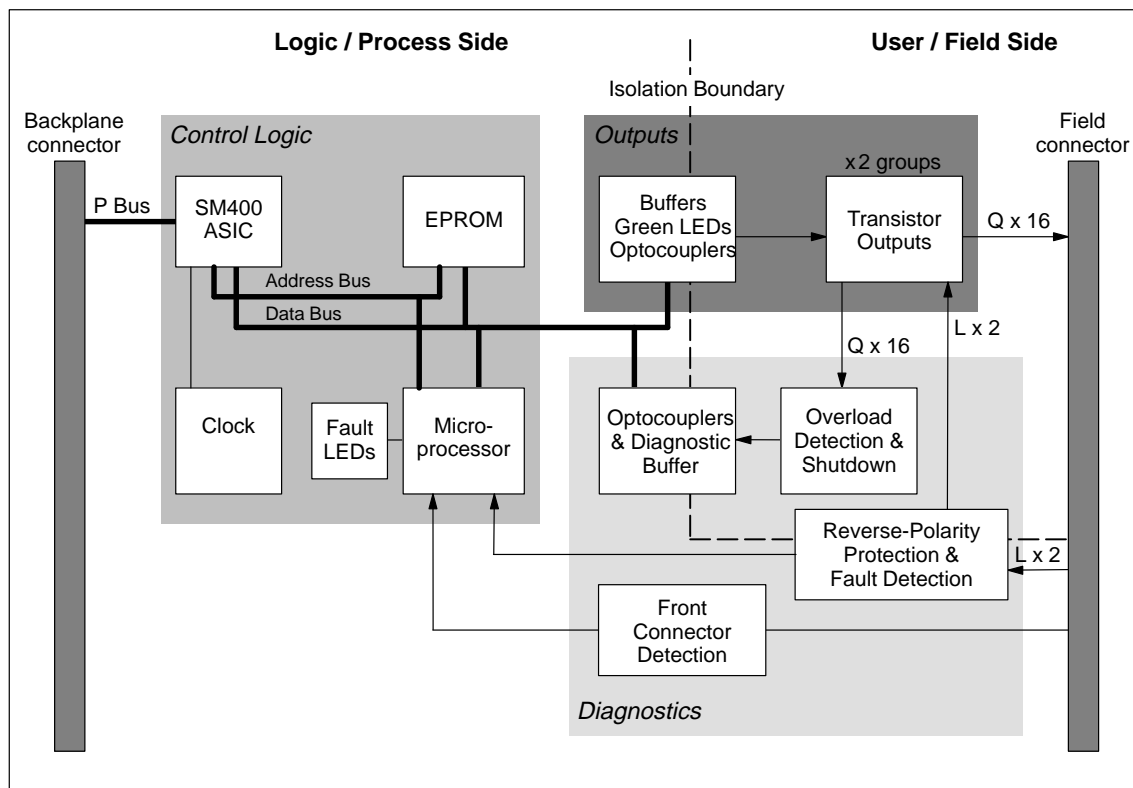 Logic / Process Side
User / Field Side
Isolation Boundary
Backplane
connector
Control Logic
Outputs
Field
connector
x 2 groups
P Bus
SM400
ASIC
EPROM
Buffers
Green LEDs
Optocouplers
Transistor
Outputs
Q x 16
Address Bus
Data Bus
L x 2
Q x 16
Clock
Fault
LEDs
Micro-
processor
Optocouplers
& Diagnostic
Buffer
Overload
Detection &
Shutdown
Reverse-Polarity
Protection &
Fault Detection
L x 2
Front
Connector
Detection
Diagnostics